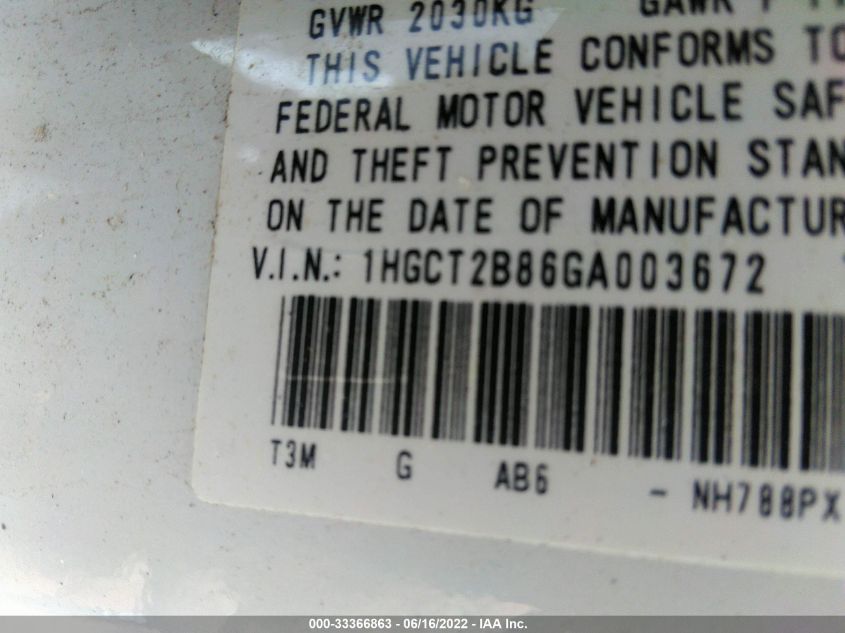 GVWR 2030KG GAWR F
THIS VEHICLE CONFORMS TO
FEDERAL MOTOR VEHICLE SAF
AND THEFT PREVENTION STAN
ON THE DATE OF MANUFACTUR
V.I.N.: 1HGCT2B86GA003672
T3M G AB6 - NH788PX
000-33366863 - 06/16/2022 - IAA Inc.